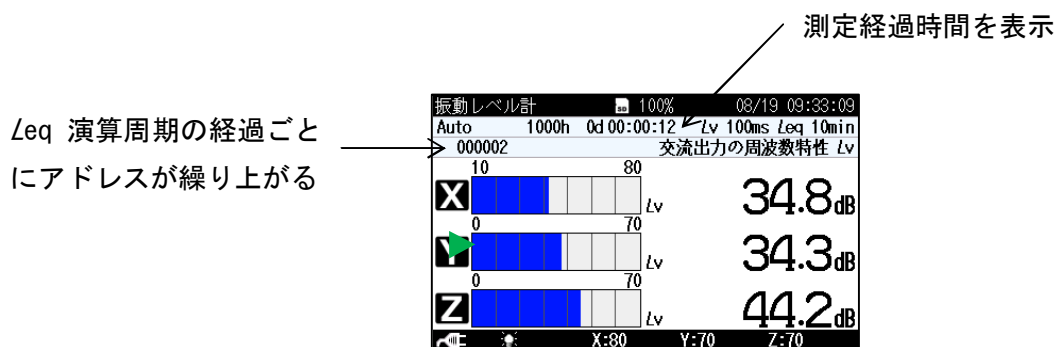 測定経過時間を表示
Leq 演算周期の経過ごと
にアドレスが繰り上がる
振動レベル計 SD 100% 08/19 09:33:09
Auto 1000h 0d 00:00:12 Lv 100ms Leq 10min
000002 交流出力の周波数特性 Lv
10 80
X Lv 34.8dB
0 70
Y Lv 34.3dB
0 70
Z Lv 44.2dB
X:80 Y:70 Z:70